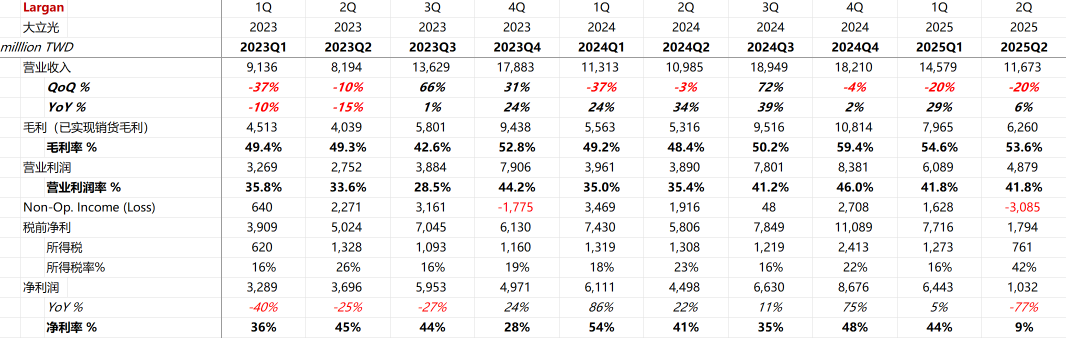 Largan 1Q 2Q 3Q 4Q 1Q 2Q 3Q 4Q 1Q 2Q
大立光 2023 2023 2023 2023 2024 2024 2024 2024 2025 2025
milllion TWD 2023Q1 2023Q2 2023Q3 2023Q4 2024Q1 2024Q2 2024Q3 2024Q4 2025Q1 2025Q2
营业收入 9,136 8,194 13,629 17,883 11,313 10,985 18,949 18,210 14,579 11,673
QoQ % -37% -10% 66% 31% -37% -3% 72% -4% -20% -20%
YoY % -10% -15% 1% 24% 24% 34% 39% 2% 29% 6%
毛利（已实现销货毛利） 4,513 4,039 5,801 9,438 5,563 5,316 9,516 10,814 7,965 6,260
毛利率 % 49.4% 49.3% 42.6% 52.8% 49.2% 48.4% 50.2% 59.4% 54.6% 53.6%
营业利润 3,269 2,752 3,884 7,906 3,961 3,890 7,801 8,381 6,089 4,879
营业利润率 % 35.8% 33.6% 28.5% 44.2% 35.0% 35.4% 41.2% 46.0% 41.8% 41.8%
Non-Op. Income (Loss) 640 2,271 3,161 -1,775 3,469 1,916 48 2,708 1,628 -3,085
税前净利 3,909 5,024 7,045 6,130 7,430 5,806 7,849 11,089 7,716 1,794
所得税 620 1,328 1,093 1,160 1,319 1,308 1,219 2,413 1,273 761
所得税率% 16% 26% 16% 19% 18% 23% 16% 22% 16% 42%
净利润 3,289 3,696 5,953 4,971 6,111 4,498 6,630 8,676 6,443 1,032
YoY % -40% -25% -27% 24% 86% 22% 11% 75% 5% -77%
净利率 % 36% 45% 44% 28% 54% 41% 35% 48% 44% 9%